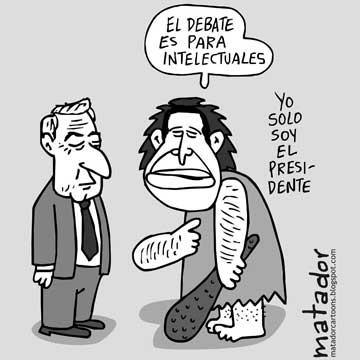 EL DEBATE
ES PARA
INTELECTUALES
YO
SOLO
SOY
EL
PRESI-
DENTE
matador
matadorcartoons.blogspot.com